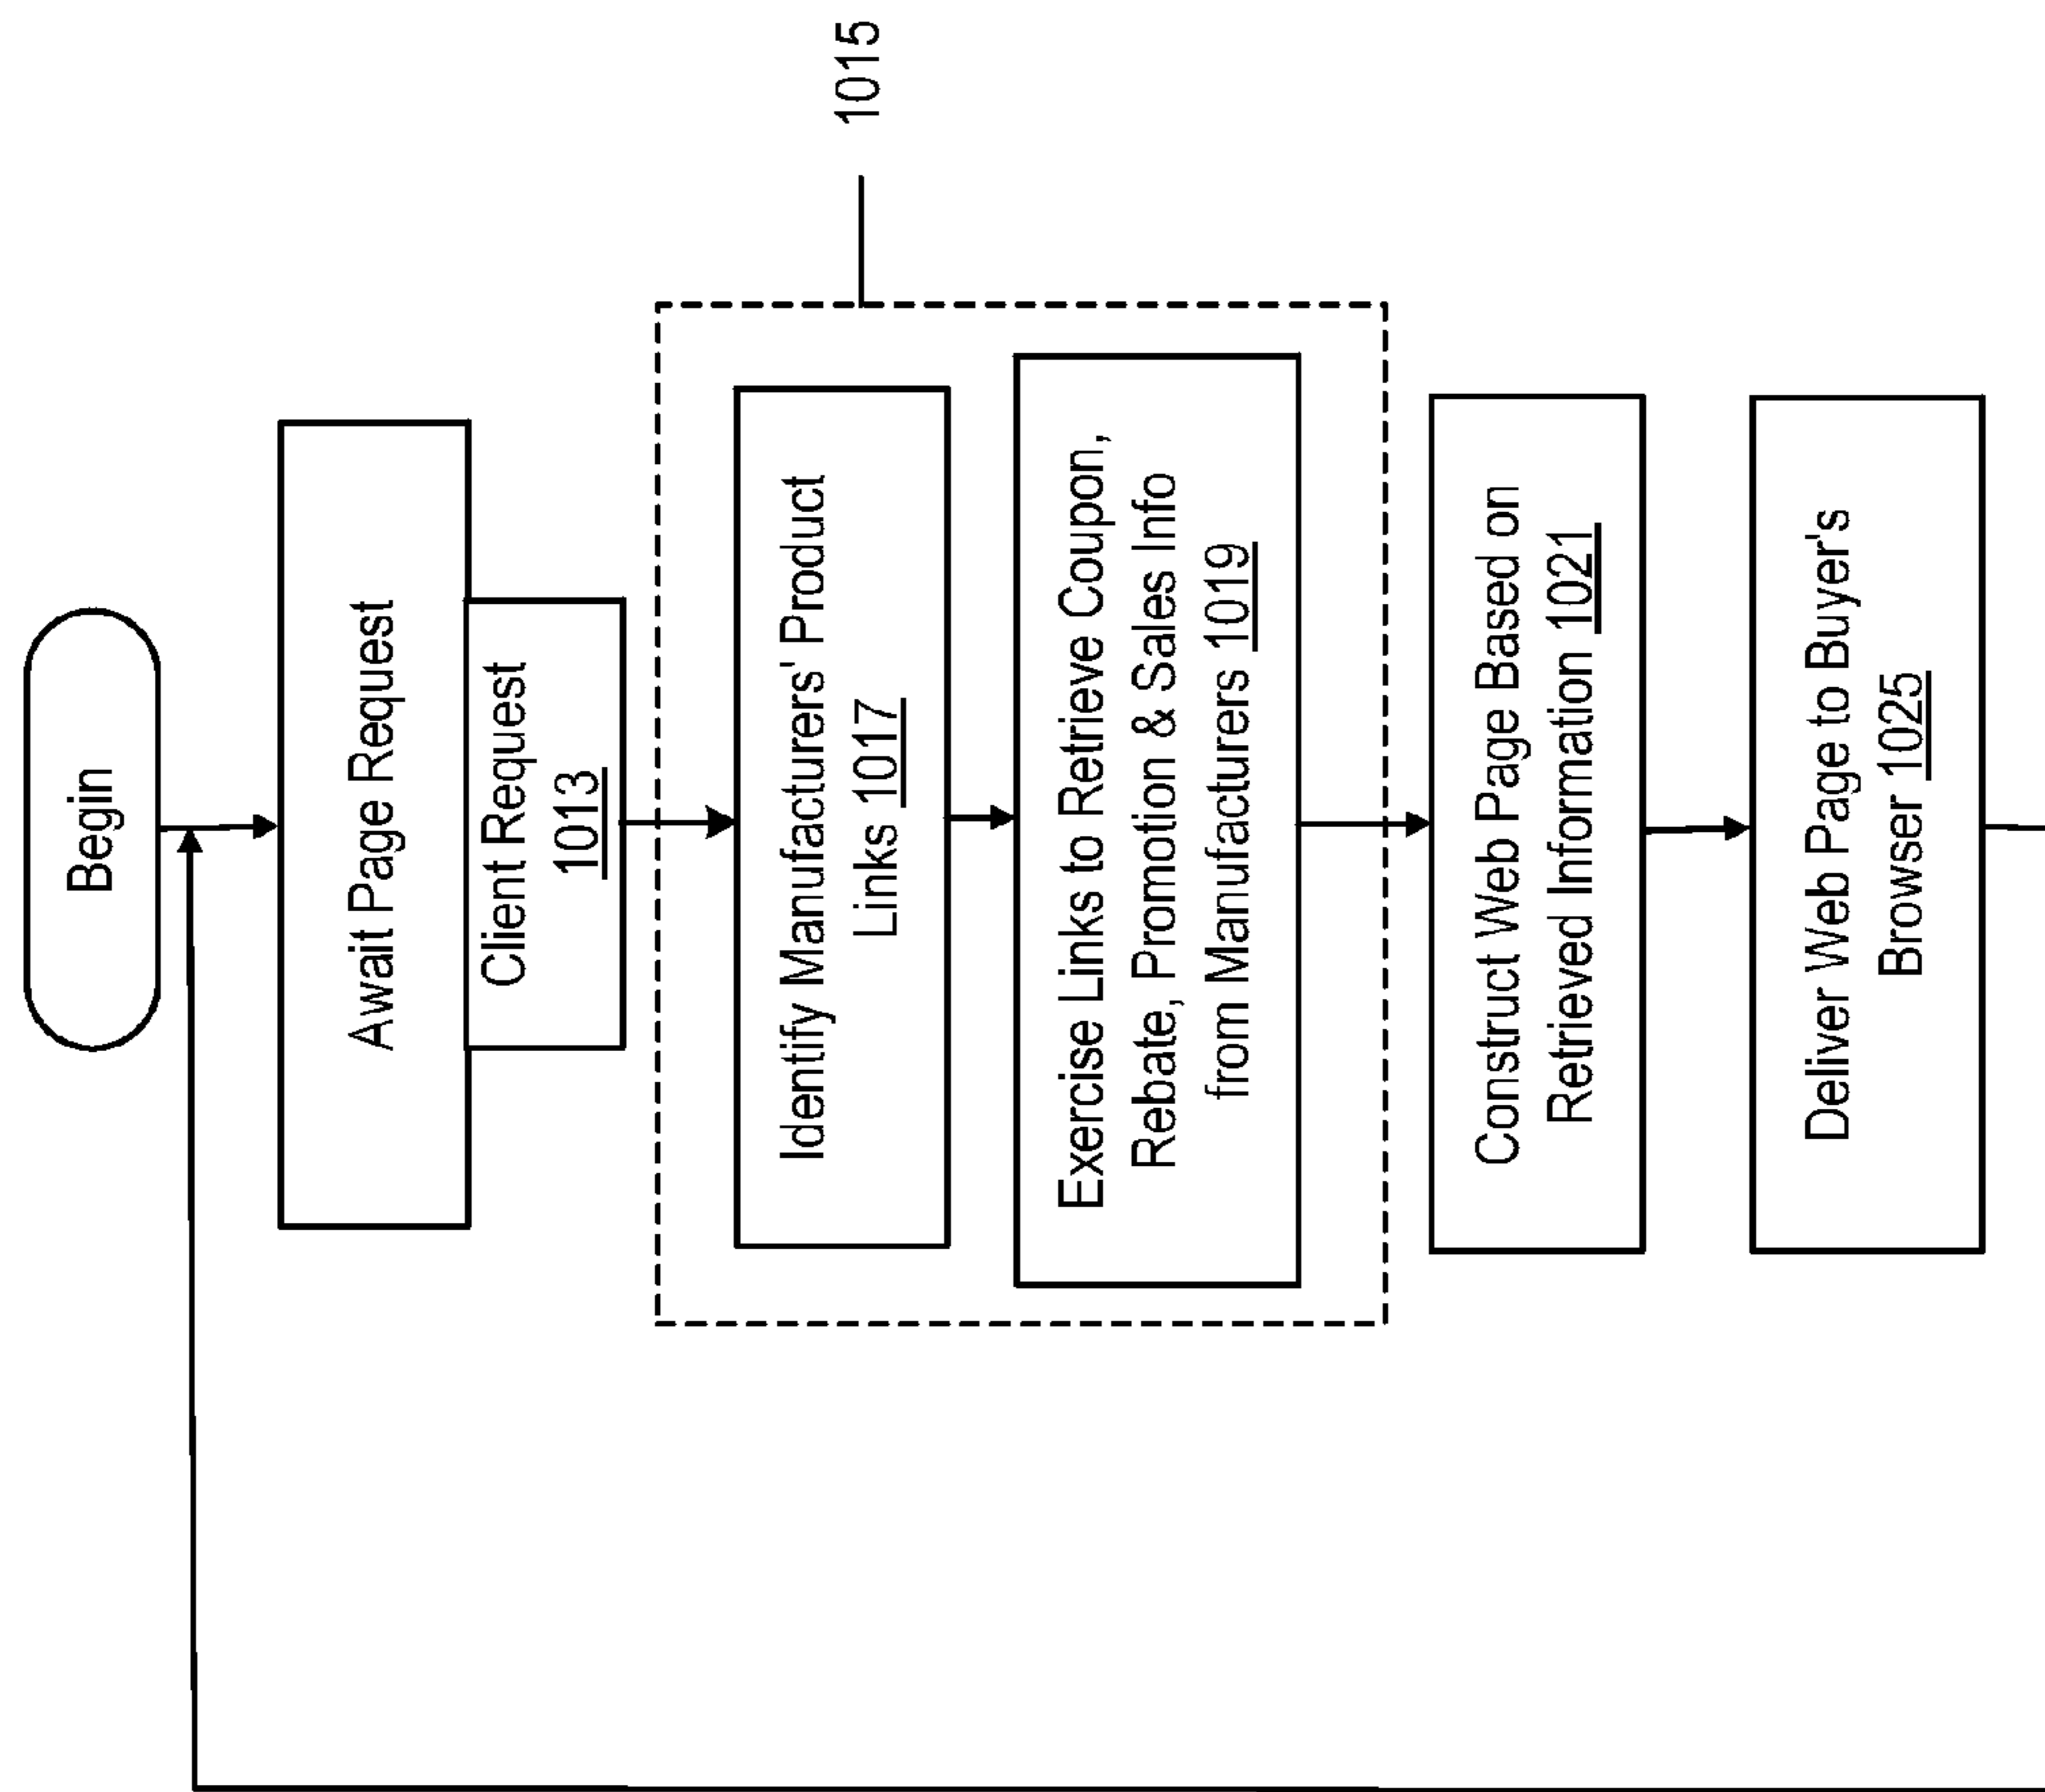 Begin
Await Page Request
Client Request
1013
1015
Identify Manufacturers' Product
Links 1017
Exercise Links to Retrieve Coupon,
Rebate, Promotion & Sales Info
from Manufacturers 1019
Construct Web Page Based on
Retrieved Information 1021
Deliver Web Page to Buyer's
Browser 1025